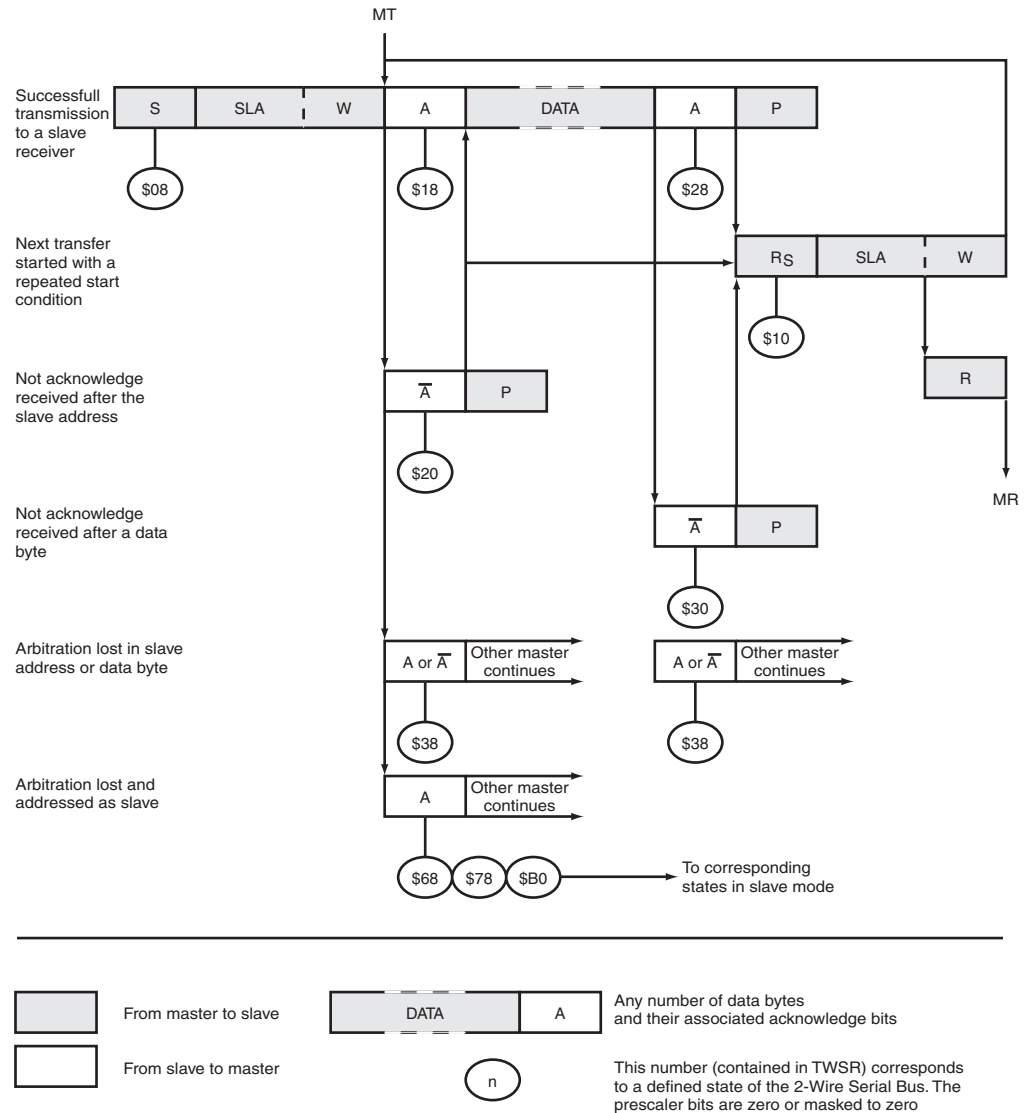 MT
Successfull
transmission
to a slave
receiver
S SLA W A DATA A P
$08 $18 $28
Next transfer
started with a
repeated start
condition
RS SLA W
$10
Not acknowledge
received after the
slave address
A̅ P
R
$20
MR
Not acknowledge
received after a data
byte
A̅ P
$30
Arbitration lost in slave
address or data byte
A or A̅ Other master
continues
A or A̅ Other master
continues
$38 $38
Arbitration lost and
addressed as slave
A Other master
continues
$68 $78 $B0
To corresponding
states in slave mode
From master to slave
DATA A
Any number of data bytes
and their associated acknowledge bits
From slave to master
n
This number (contained in TWSR) corresponds
to a defined state of the 2-Wire Serial Bus. The
prescaler bits are zero or masked to zero